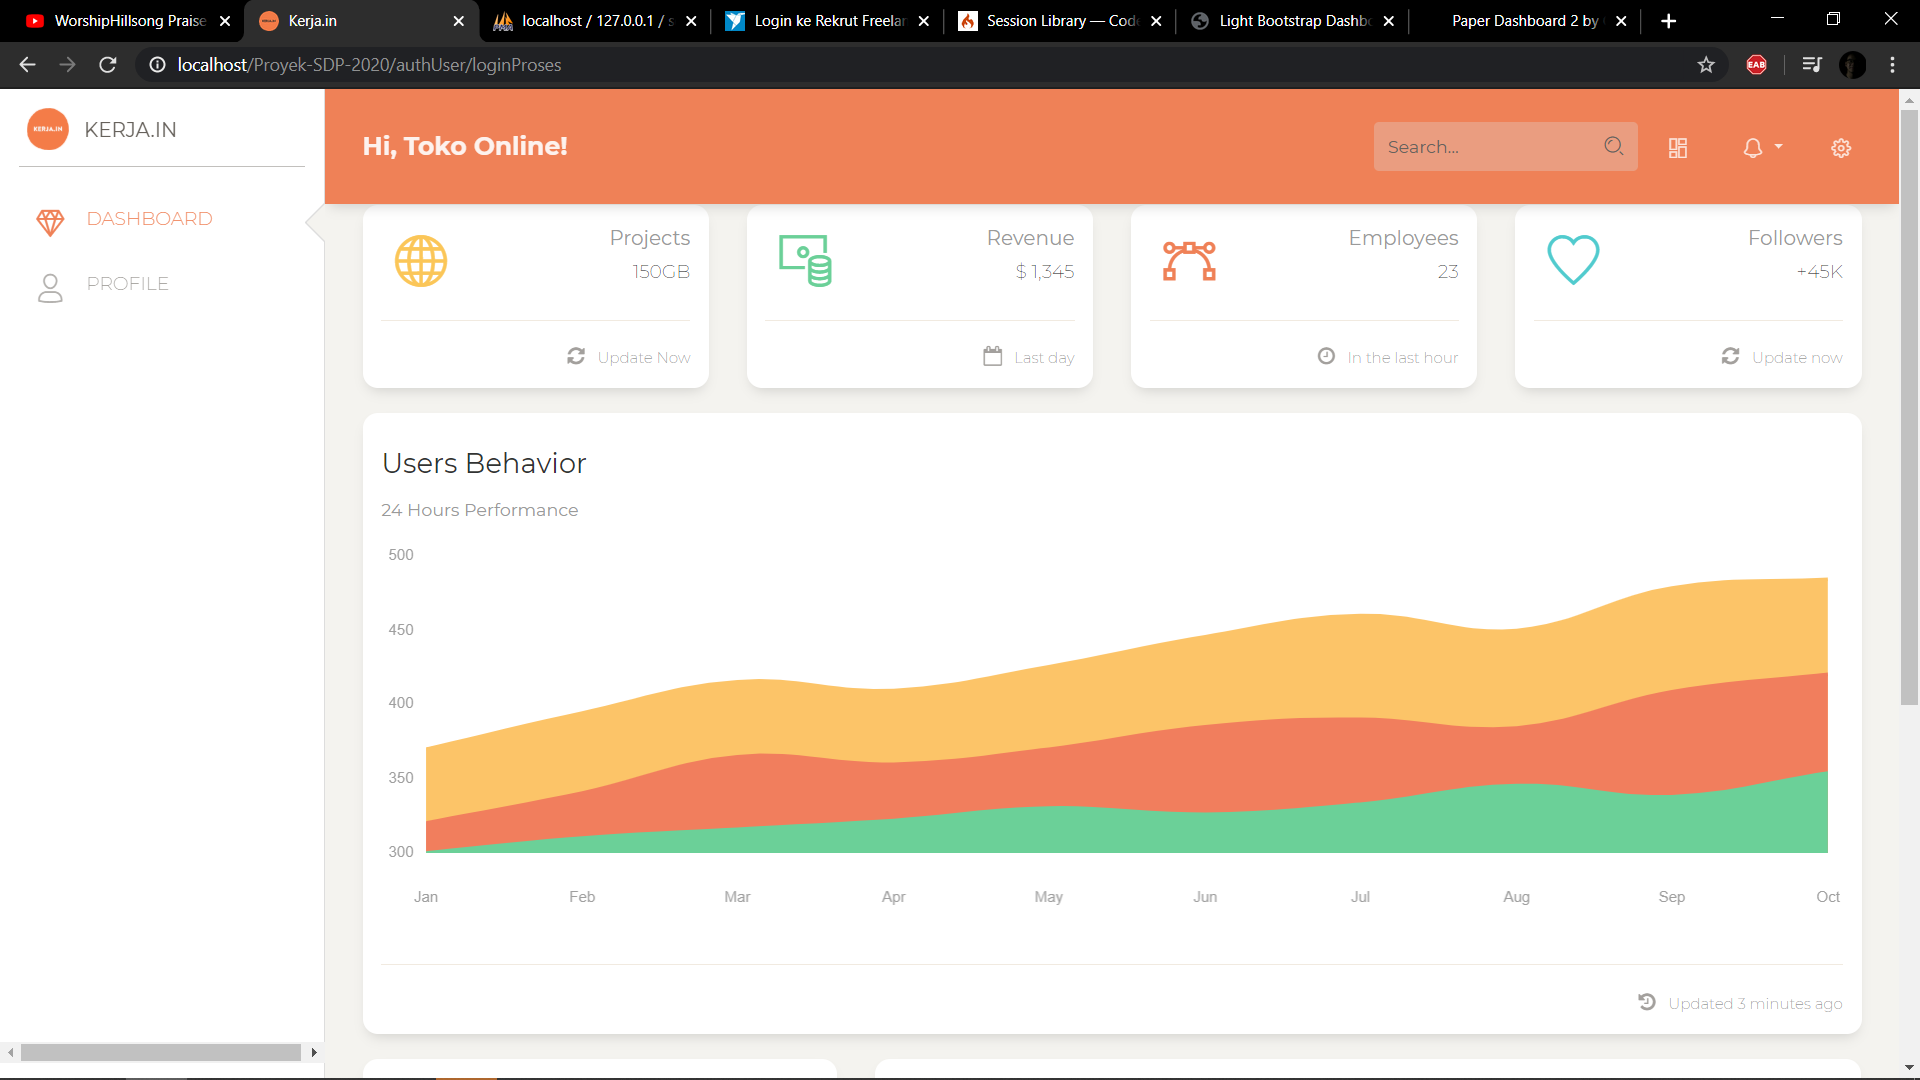 WorshipHillsong Praise
Kerja.in
localhost / 127.0.0.1 / s
Login ke Rekrut Freelan
Session Library — Code
Light Bootstrap Dashbo
Paper Dashboard 2 by
localhost/Proyek-SDP-2020/authUser/loginProses
EAB
KERJA.IN
KERJA.IN
Hi, Toko Online!
Search...
DASHBOARD
PROFILE
Projects
150GB
Update Now
Revenue
$ 1,345
Last day
Employees
23
In the last hour
Followers
+45K
Update now
Users Behavior
24 Hours Performance
500
450
400
350
300
Jan Feb Mar Apr May Jun Jul Aug Sep Oct
Updated 3 minutes ago